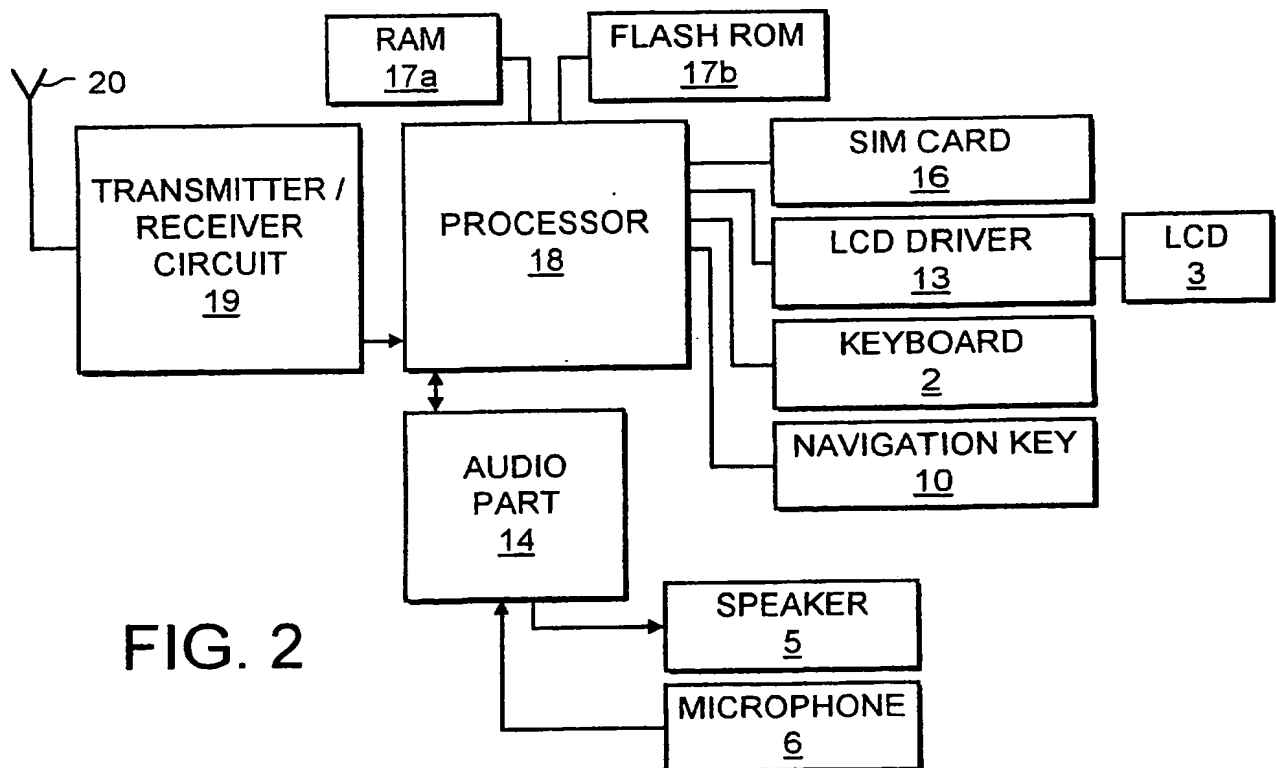 RAM
17a
FLASH ROM
17b
20
TRANSMITTER /
RECEIVER
CIRCUIT
19
PROCESSOR
18
SIM CARD
16
LCD DRIVER
13
LCD
3
KEYBOARD
2
NAVIGATION KEY
10
AUDIO
PART
14
SPEAKER
5
MICROPHONE
6
FIG. 2